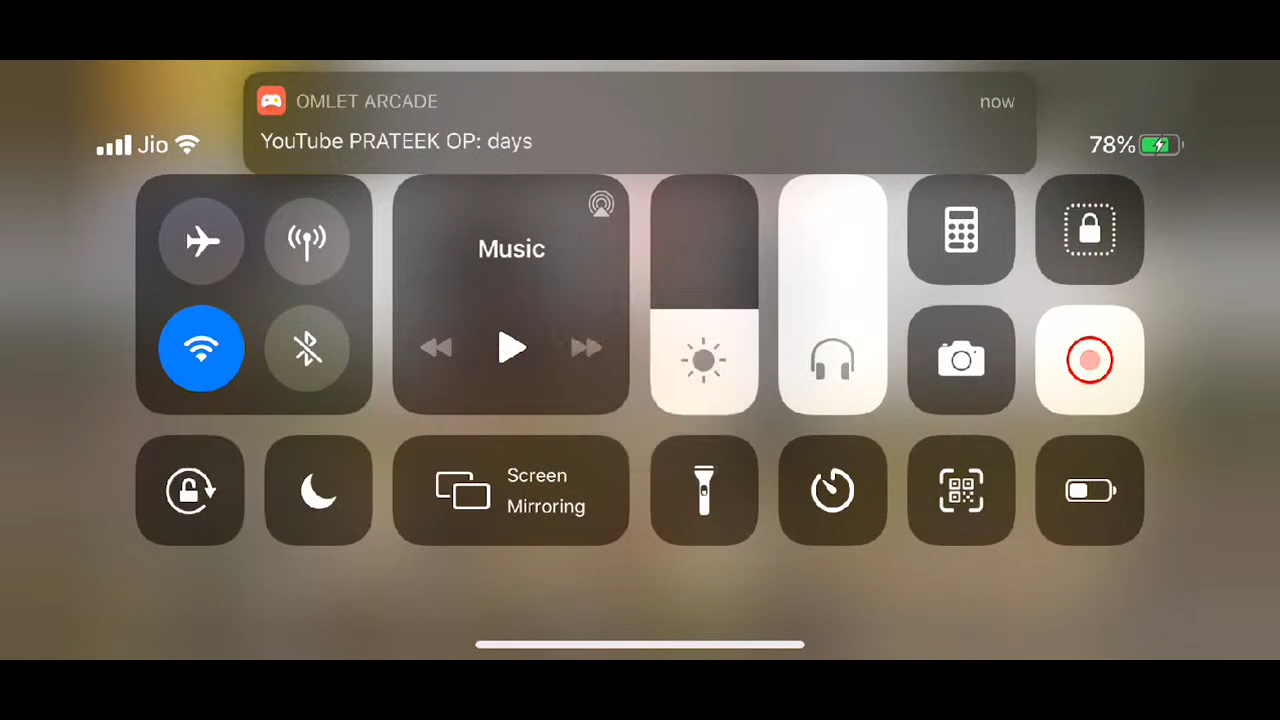 OMLET ARCADE
now
YouTube PRATEEK OP: days
Jio
78%
Music
Screen
Mirroring